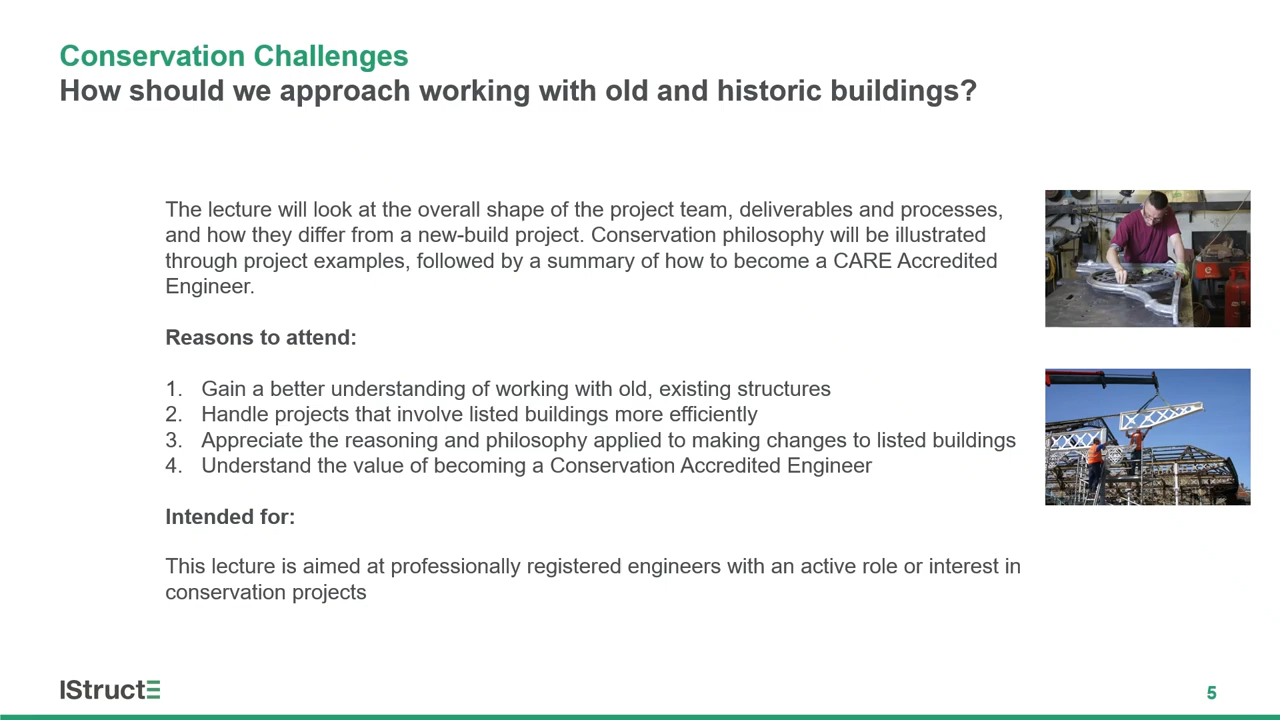 Conservation Challenges
How should we approach working with old and historic buildings?
The lecture will look at the overall shape of the project team, deliverables and processes,
and how they differ from a new-build project. Conservation philosophy will be illustrated
through project examples, followed by a summary of how to become a CARE Accredited
Engineer.
Reasons to attend:
1. Gain a better understanding of working with old, existing structures
2. Handle projects that involve listed buildings more efficiently
3. Appreciate the reasoning and philosophy applied to making changes to listed buildings
4. Understand the value of becoming a Conservation Accredited Engineer
Intended for:
This lecture is aimed at professionally registered engineers with an active role or interest in
conservation projects
IStructE
5